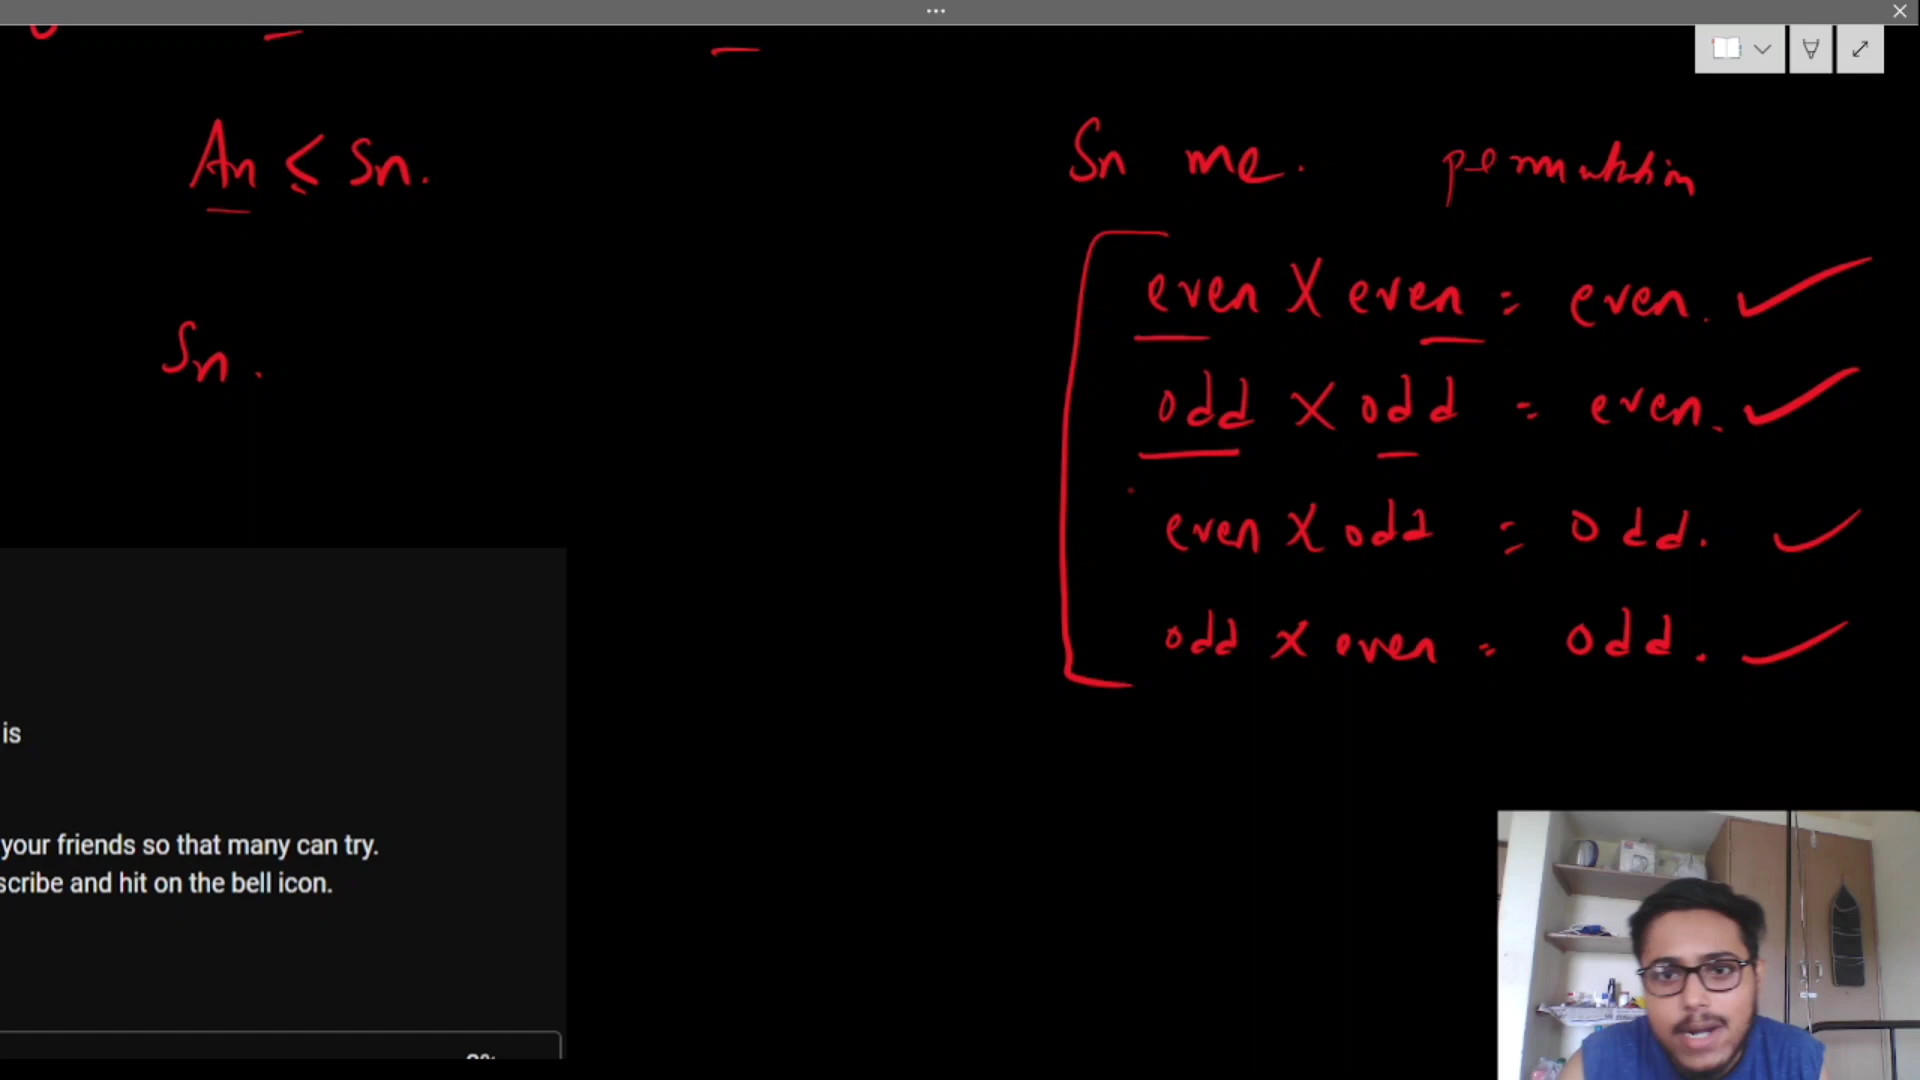 An ≤ Sn.
Sn.
Sn me. permuttin
even X even = even.
odd X odd = even.
even X odd = odd.
odd x even = odd.
is
your friends so that many can try.
scribe and hit on the bell icon.